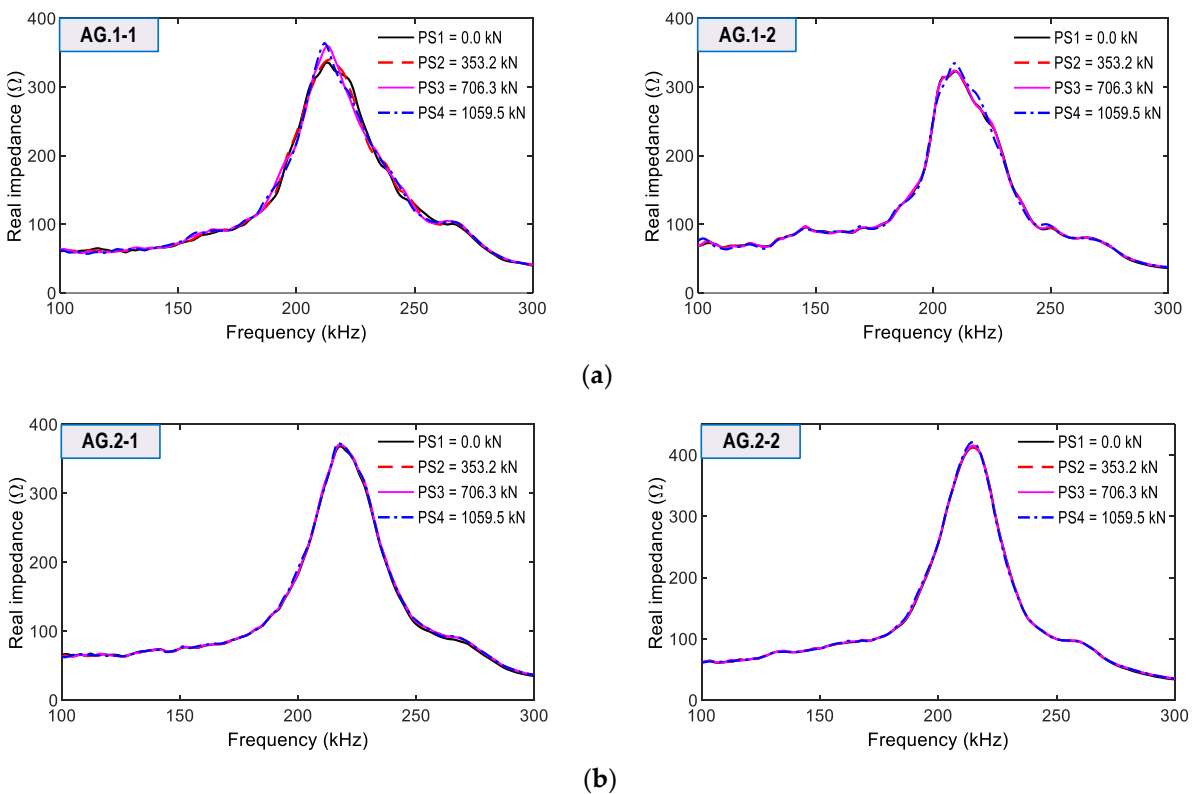 AG.1-1
PS1 = 0.0 kN
PS2 = 353.2 kN
PS3 = 706.3 kN
PS4 = 1059.5 kN
400
300
200
100
0
Real impedance (Ω)
100
150
200
250
300
Frequency (kHz)
AG.1-2
PS1 = 0.0 kN
PS2 = 353.2 kN
PS3 = 706.3 kN
PS4 = 1059.5 kN
400
300
200
100
0
Real impedance (Ω)
100
150
200
250
300
Frequency (kHz)
(a)
AG.2-1
PS1 = 0.0 kN
PS2 = 353.2 kN
PS3 = 706.3 kN
PS4 = 1059.5 kN
400
300
200
100
0
Real impedance (Ω)
100
150
200
250
300
Frequency (kHz)
AG.2-2
PS1 = 0.0 kN
PS2 = 353.2 kN
PS3 = 706.3 kN
PS4 = 1059.5 kN
400
300
200
100
0
Real impedance (Ω)
100
150
200
250
300
Frequency (kHz)
(b)